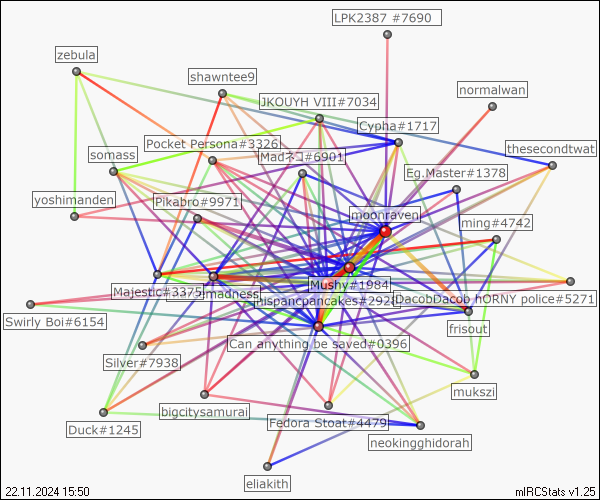 LPK2387 #7690
zebula
shawntee9
normalwan
JKOUYH VIII#7034
Cypha#1717
Pocket Persona#3326
thesecondtwat
somass
Madネコ#6901
Eg.Master#1378
yoshimanden
Pikabro#9971
moonraven
ming#4742
Mushy#1984
Majestic#3375
madness
hispancpancakes#2928
DacobDacob hORNY police#5271
Swirly Boi#6154
frisout
Can anything be saved#0396
Silver#7938
mukszi
bigcitysamurai
Fedora Stoat#4479
Duck#1245
neokingghidorah
eliakith
22.11.2024 15:50
mIRCStats v1.25